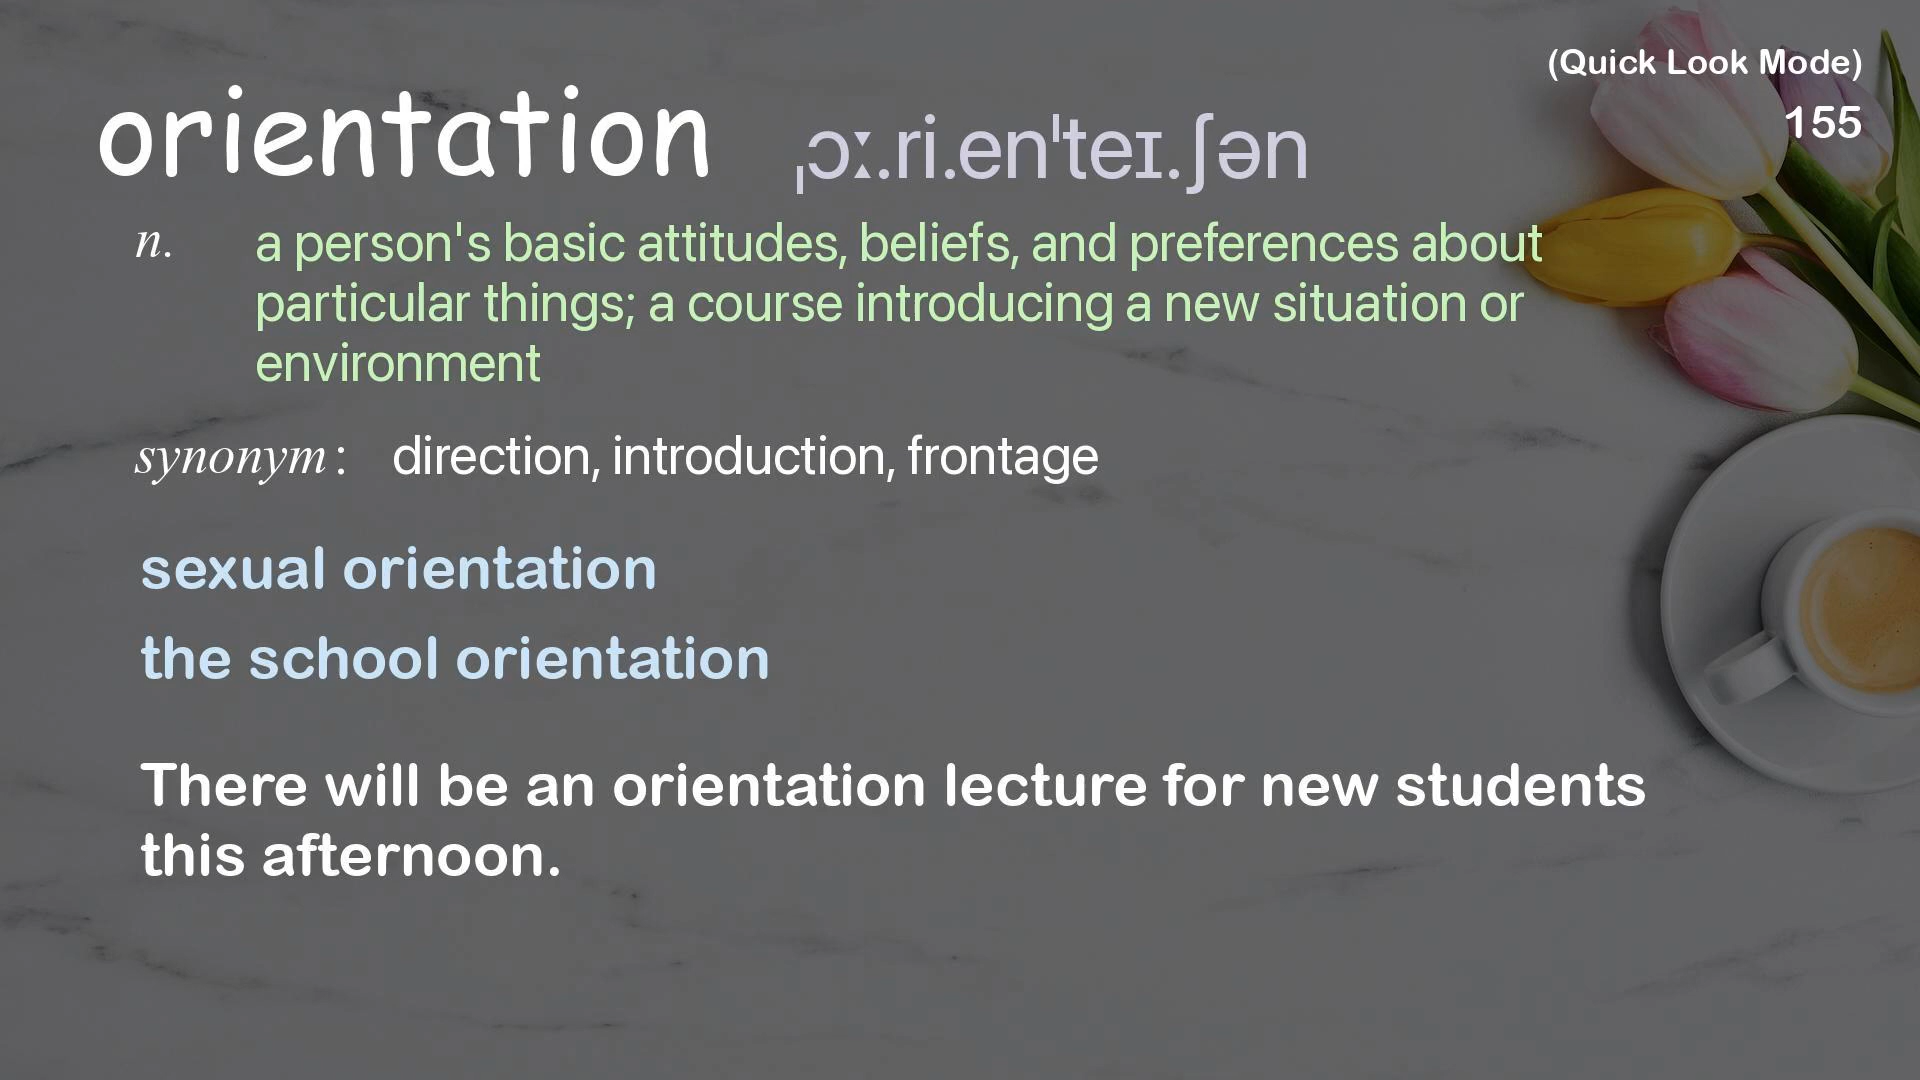 (Quick Look Mode)
155
orientation ˌɔː.ri.enˈteɪ.ʃən
n. a person's basic attitudes, beliefs, and preferences about
particular things; a course introducing a new situation or
environment
synonym: direction, introduction, frontage
sexual orientation
the school orientation
There will be an orientation lecture for new students
this afternoon.